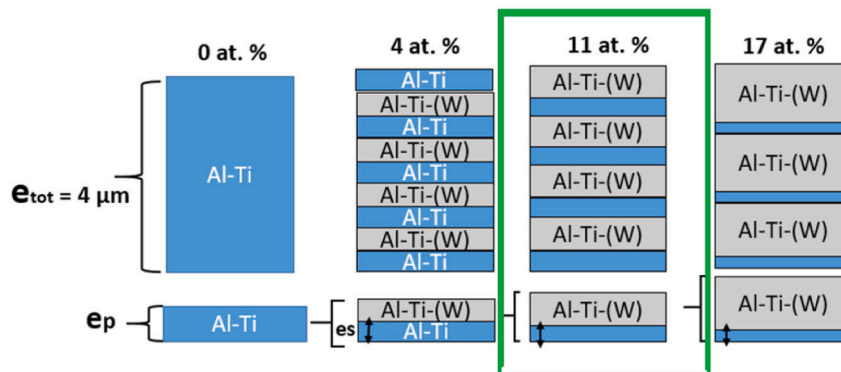 0 at. % 4 at. % 11 at. % 17 at. %
Al-Ti
Al-Ti-(W) Al-Ti-(W)
Al-Ti-(W)
Al-Ti
Al-Ti-(W)
Al-Ti-(W)
Al-Ti
Al-Ti
Al-Ti-(W)
Al-Ti-(W)
etot = 4 μm
Al-Ti-(W)
Al-Ti
Al-Ti-(W)
Al-Ti-(W)
Al-Ti-(W)
Al-Ti
ep
Al-Ti
es
Al-Ti-(W)
Al-Ti
Al-Ti-(W)
Al-Ti-(W)